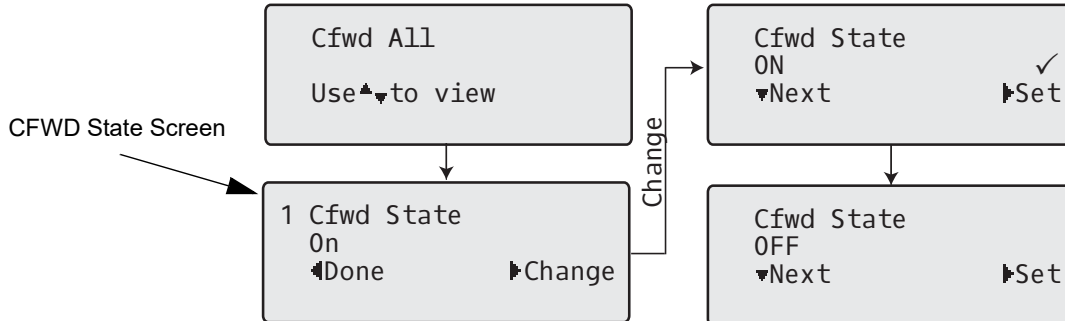 Cfwd All
Use▲▼to view
CFWD State Screen
1 Cfwd State
On
◀Done ▶Change
Change
Cfwd State
ON ✓
▼Next ▶Set
Cfwd State
OFF
▼Next ▶Set